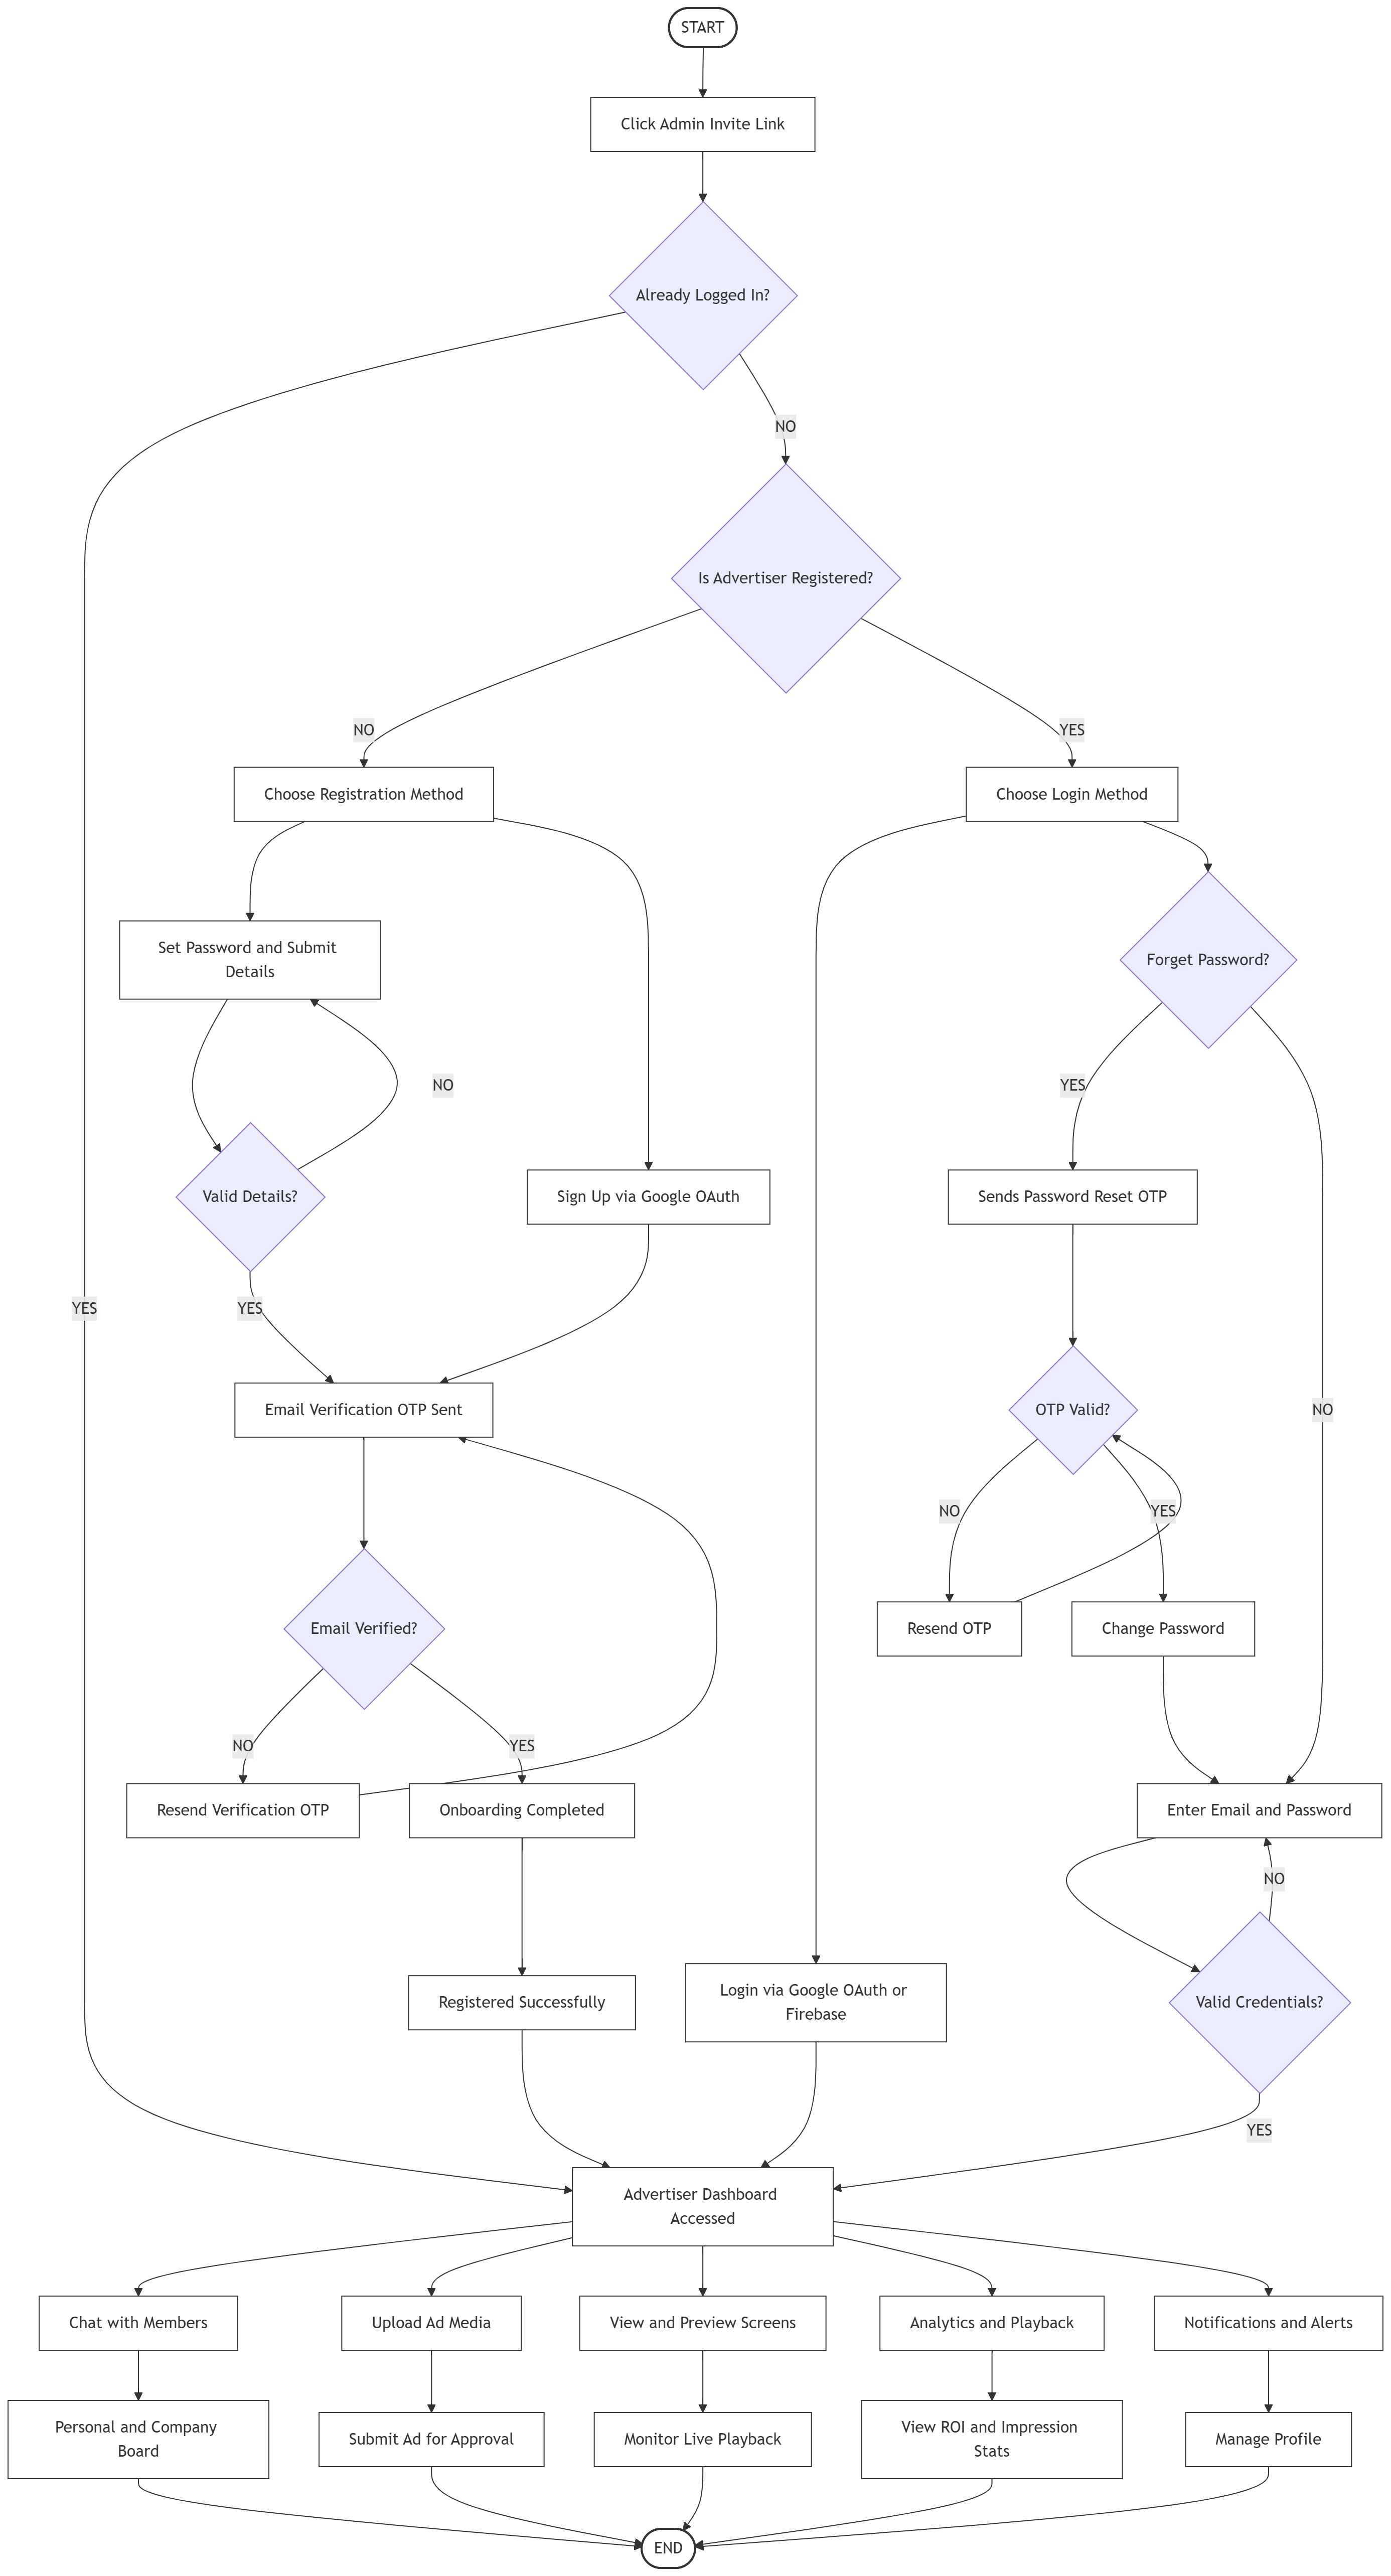 START
Click Admin Invite Link
Already Logged In?
NO
Is Advertiser Registered?
NO
YES
Choose Registration Method
Choose Login Method
Set Password and Submit
Details
Forget Password?
NO
YES
Valid Details?
Sign Up via Google OAuth
Sends Password Reset OTP
YES
YES
Email Verification OTP Sent
OTP Valid?
NO
NO
YES
Email Verified?
Resend OTP
Change Password
NO
YES
Resend Verification OTP
Onboarding Completed
Enter Email and Password
NO
Registered Successfully
Login via Google OAuth or
Firebase
Valid Credentials?
YES
Advertiser Dashboard
Accessed
Chat with Members
Upload Ad Media
View and Preview Screens
Analytics and Playback
Notifications and Alerts
Personal and Company
Board
Submit Ad for Approval
Monitor Live Playback
View ROI and Impression
Stats
Manage Profile
END